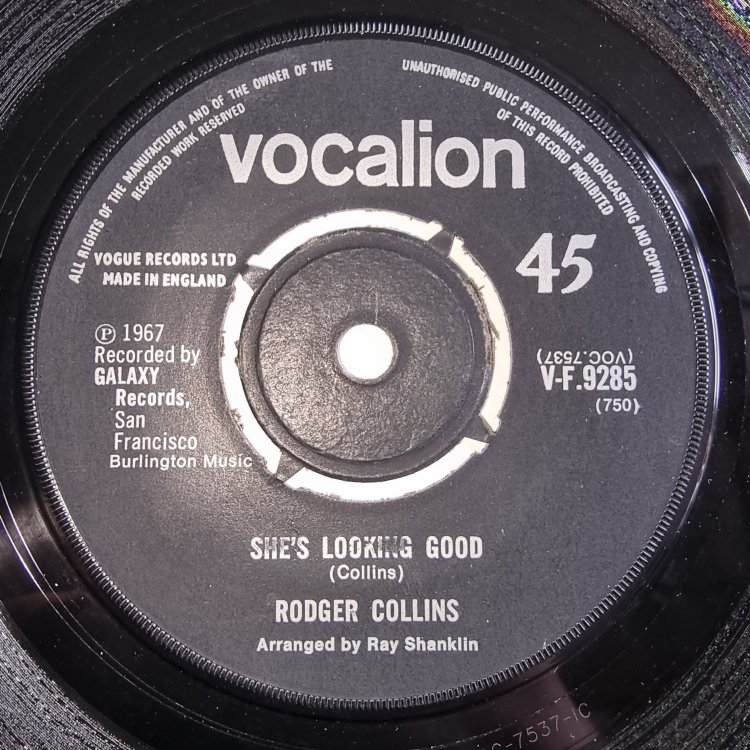 ALL RIGHTS OF THE MANUFACTURER AND OF THE OWNER OF THE
RECORDED WORK RESERVED
UNAUTHORISED PUBLIC PERFORMANCE BROADCASTING AND COPYING
OF THIS RECORD PROHIBITED
vocalion
VOGUE RECORDS LTD
MADE IN ENGLAND
45
℗ 1967
Recorded by
GALAXY
Records,
San
Francisco
Burlington Music
(VOC.7537)
V-F.9285
(750)
SHE'S LOOKING GOOD
(Collins)
RODGER COLLINS
Arranged by Ray Shanklin
7537-1C